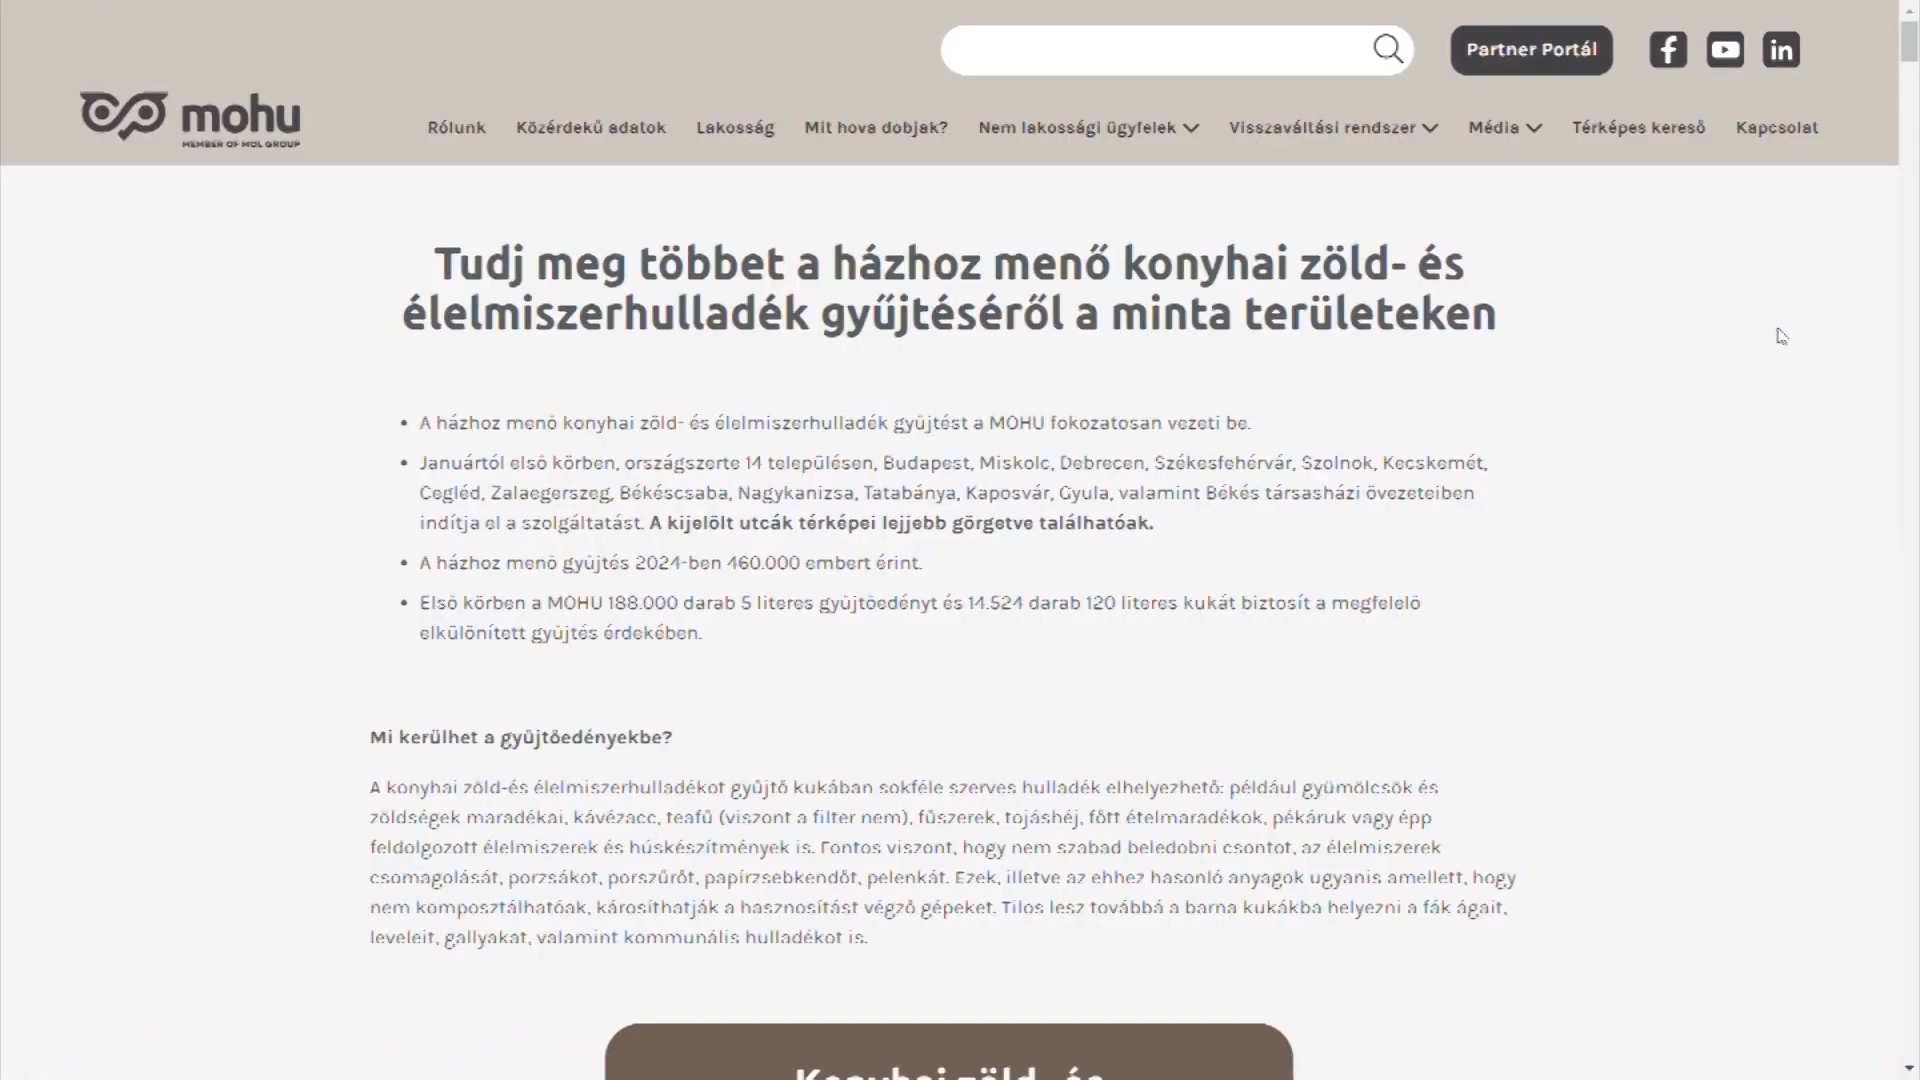 Partner Portál
mohu
MEMBER OF MOL GROUP
Rólunk Közérdekű adatok Lakosság Mit hova dobjak? Nem lakossági ügyfelek Visszaváltási rendszer Média Térképes kereső Kapcsolat
Tudj meg többet a házhoz menő konyhai zöld- és
élelmiszerhulladék gyűjtéséről a minta területeken
• A házhoz menő konyhai zöld- és élelmiszerhulladék gyűjtést a MOHU fokozatosan vezeti be.
• Januártól első körben, országszerte 14 településen, Budapest, Miskolc, Debrecen, Székesfehérvár, Szolnok, Kecskemét,
Cegléd, Zalaegerszeg, Békéscsaba, Nagykanizsa, Tatabánya, Kaposvár, Gyula, valamint Békés társasházi övezeteiben
indítja el a szolgáltatást. A kijelölt utcák térképei lejjebb görgetve találhatóak.
• A házhoz menő gyűjtés 2024-ben 460.000 embert érint.
• Első körben a MOHU 188.000 darab 5 literes gyűjtőedényt és 14.524 darab 120 literes kukát biztosít a megfelelő
elkülönített gyűjtés érdekében.
Mi kerülhet a gyűjtőedényekbe?
A konyhai zöld-és élelmiszerhulladékot gyűjtő kukában sokféle szerves hulladék elhelyezhető: például gyümölcsök és
zöldségek maradékai, kávézacc, teafű (viszont a filter nem), fűszerek, tojáshéj, főtt ételmaradékok, pékáruk vagy épp
feldolgozott élelmiszerek és húskészítmények is. Fontos viszont, hogy nem szabad beledobni csontot, az élelmiszerek
csomagolását, porzsákot, porszűrőt, papírzsebkendőt, pelenkát. Ezek, illetve az ehhez hasonló anyagok ugyanis amellett, hogy
nem komposztálhatóak, károsíthatják a hasznosítást végző gépeket. Tilos lesz továbbá a barna kukákba helyezni a fák ágait,
leveleit, gallyakat, valamint kommunális hulladékot is.
Konyhai zöld- és